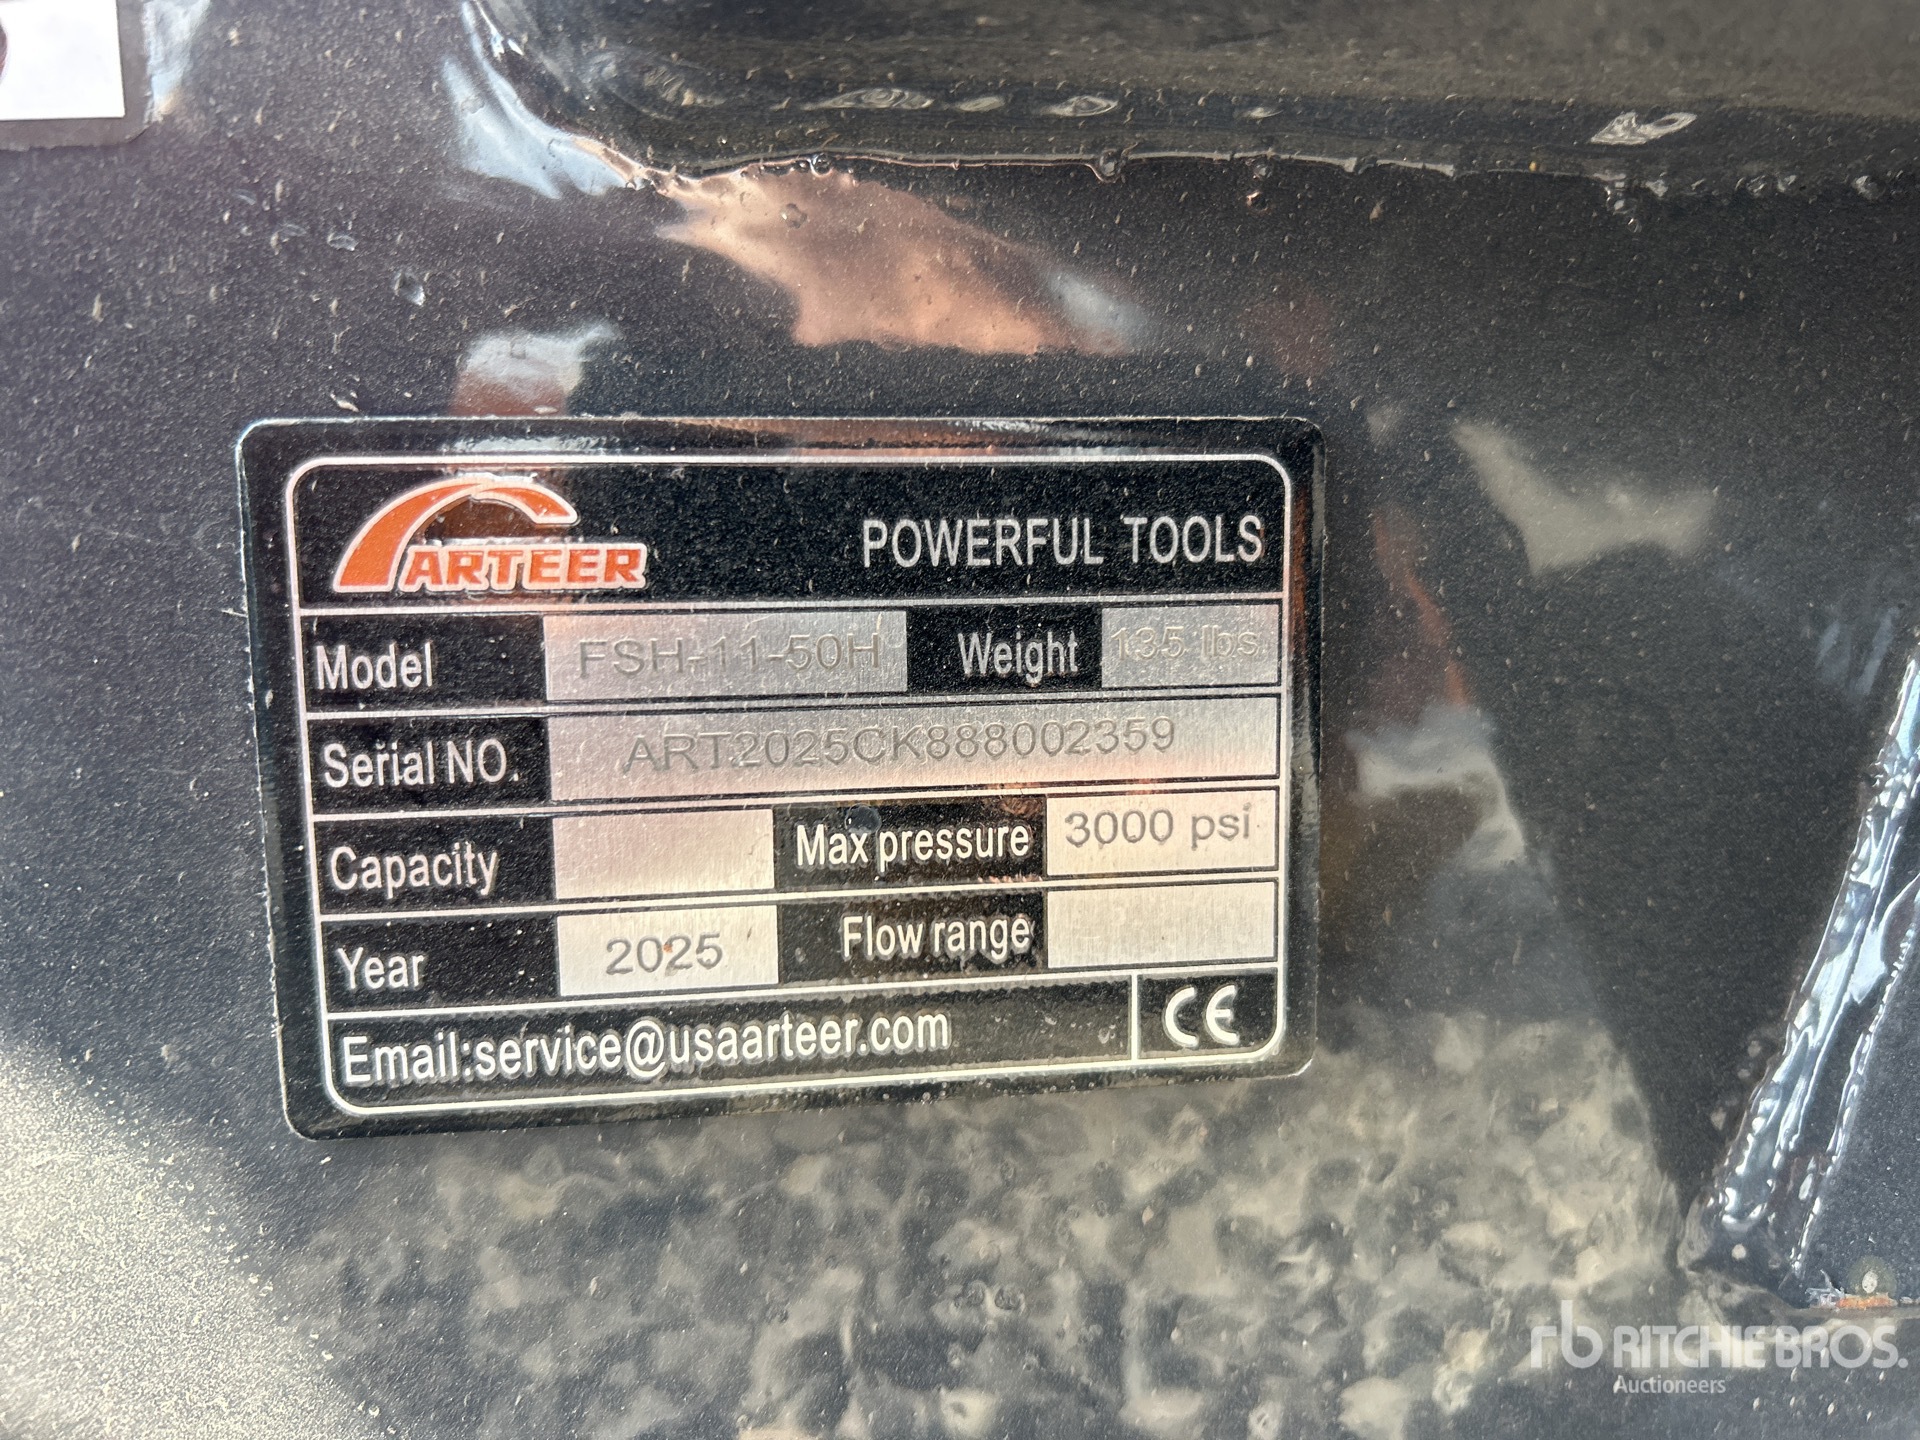 ARTEER POWERFUL TOOLS
Model FSH-11-50H Weight 135 lbs
Serial NO. ART2025CK888002359
Capacity Max pressure 3000 psi
Year 2025 Flow range
Email:service@usaarteer.com CE
rb RITCHIE BROS.
Auctioneers